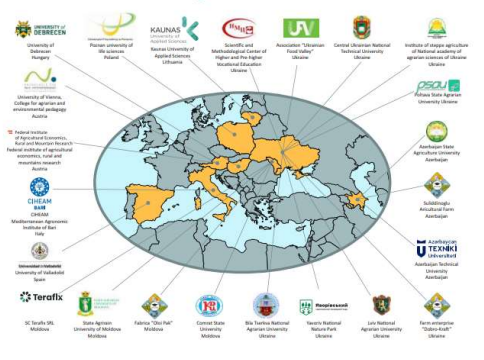 UNIVERSITY of
DEBRECEN
University of
Debrecen
Hungary
Poznan university of
life sciences
Poland
KAUNAS
Kaunas University of
Applied Sciences
Lithuania
Scientific and
Methodological Center of
Higher and Pre-higher
Vocational Education
Ukraine
Association "Ukrainian
Food Valley"
Ukraine
Central Ukrainian National
Technical University
Ukraine
Institute of steppe agriculture
of National academy of
agrarian sciences of Ukraine
Ukraine
University of Vienna,
College for agrarian and
environmental pedagogy
Austria
PSAU
Poltava State Agrarian
University Ukraine
Federal Institute
of Agricultural Economics,
Rural and Mountain Research
Federal institute of agricultural
economics, rural and
mountains research
Austria
Azerbaijan State
Agriculture University
Azerbaijan
CIHEAM
BARI
CIHEAM
Mediterranean Agronomic
Institute of Bari
Italy
Aricultural Farm
Azerbaijan
Azərbaycan
TEXNİKİ
Universiteti
Azerbaijan Technical
University
Azerbaijan
University of Valladolid
Spain
Teraflx
SC Terafix SRL
Moldova
State Agrarian
University of Moldova
Moldova
Fabrica "Oloi Pak"
Moldova
Comrat State
University
Moldova
Bila Tserkva National
Agrarian University
Ukraine
Яворівський
Yavoriv National
Nature Park
Ukraine
Lviv National
Agrarian University
Ukraine
Farm enterprise
"Dobro-Kraft"
Ukraine